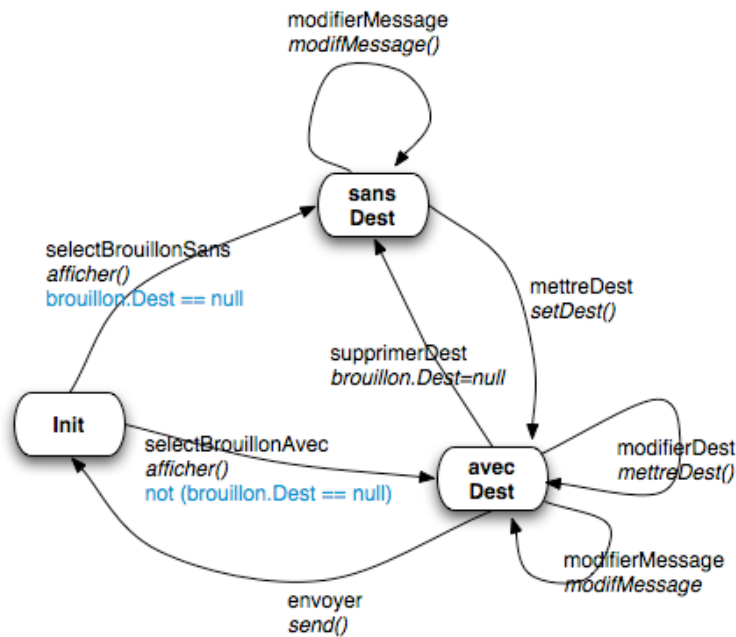 modifierMessage
modifMessage()
sans
Dest
selectBrouillonSans
afficher()
brouillon.Dest == null
mettreDest
setDest()
supprimerDest
brouillon.Dest=null
Init
selectBrouillonAvec
afficher()
not (brouillon.Dest == null)
avec
Dest
modifierDest
mettreDest()
modifierMessage
modifMessage
envoyer
send()